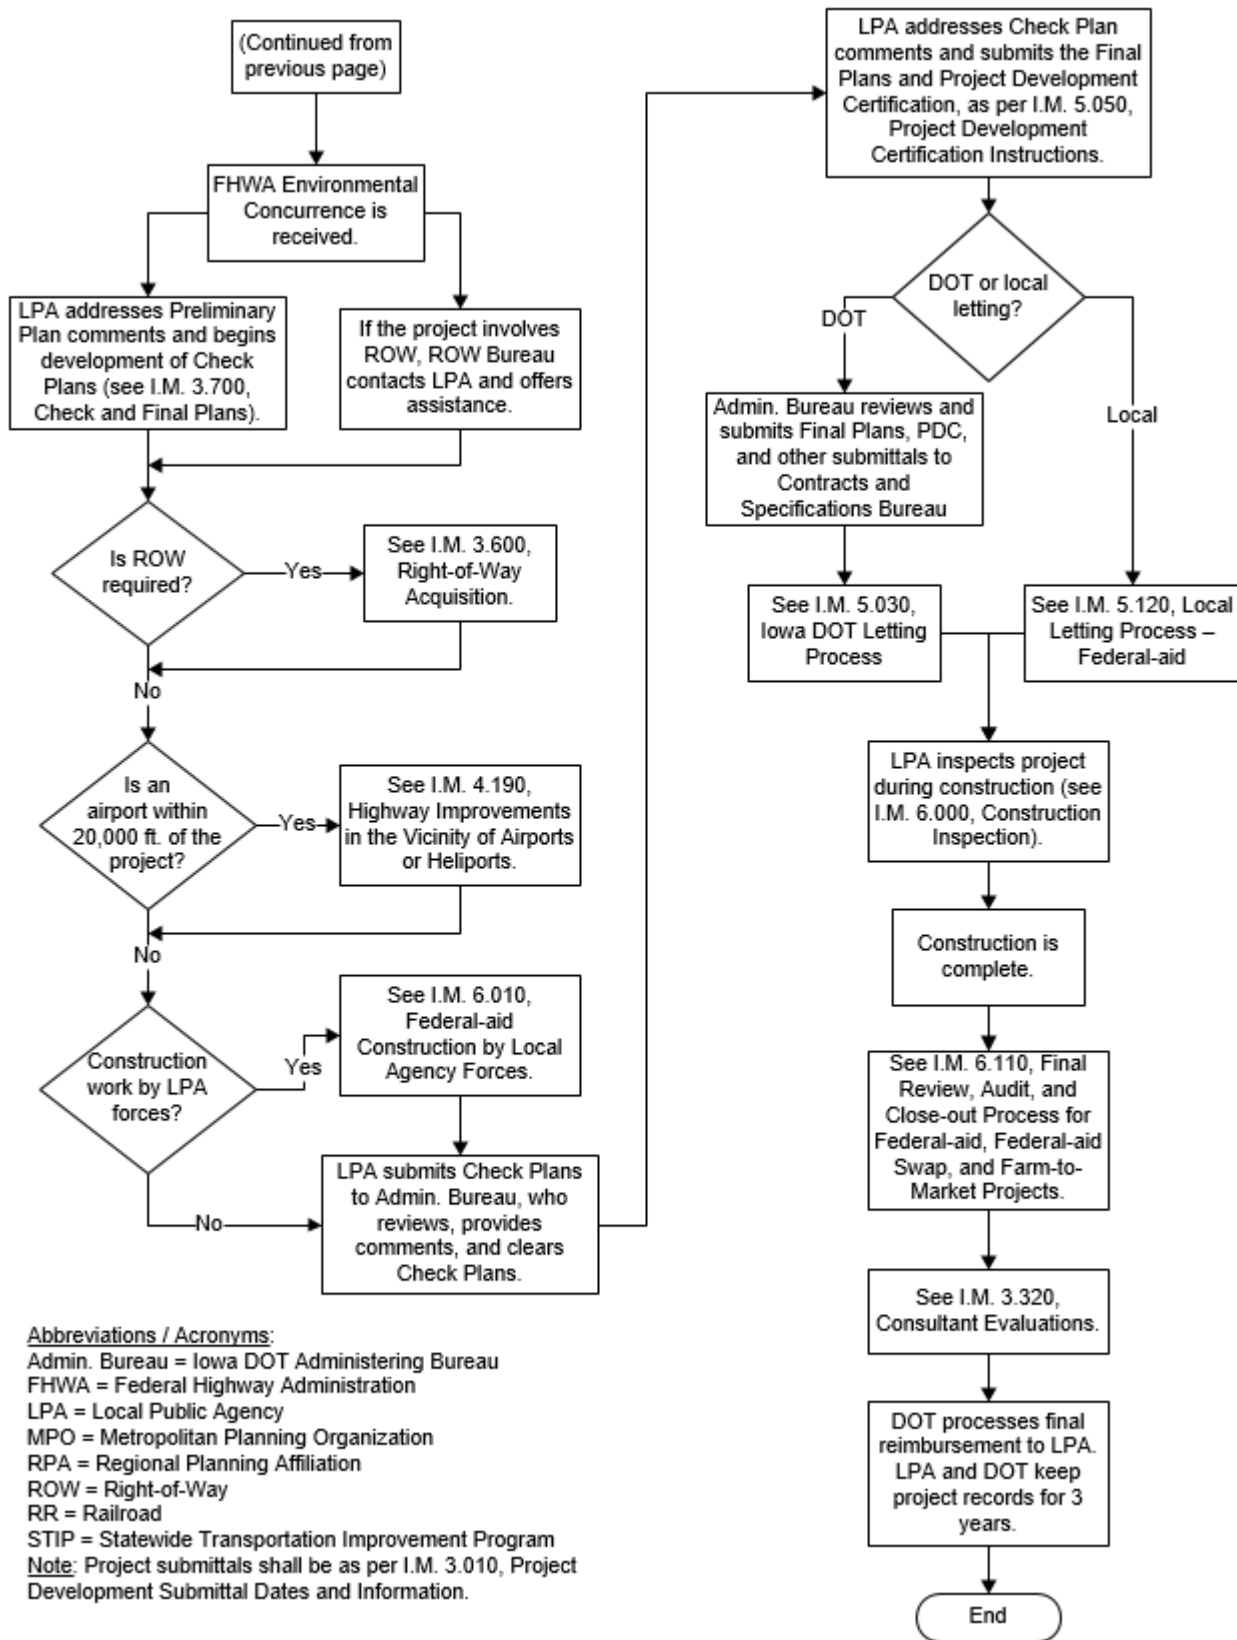 (Continued from
previous page)
FHWA Environmental
Concurrence is
received.
LPA addresses Preliminary
Plan comments and begins
development of Check
Plans (see I.M. 3.700,
Check and Final Plans).
If the project involves
ROW, ROW Bureau
contacts LPA and offers
assistance.
Is ROW
required?
Yes
See I.M. 3.600,
Right-of-Way
Acquisition.
No
Is an
airport within
20,000 ft. of the
project?
Yes
See I.M. 4.190,
Highway Improvements
in the Vicinity of Airports
or Heliports.
No
Construction
work by LPA
forces?
Yes
See I.M. 6.010,
Federal-aid
Construction by Local
Agency Forces.
No
LPA submits Check Plans
to Admin. Bureau, who
reviews, provides
comments, and clears
Check Plans.
LPA addresses Check Plan
comments and submits the Final
Plans and Project Development
Certification, as per I.M. 5.050,
Project Development
Certification Instructions.
DOT or local
letting?
DOT
Local
Admin. Bureau reviews and
submits Final Plans, PDC,
and other submittals to
Contracts and
Specifications Bureau
See I.M. 5.030,
Iowa DOT Letting
Process
See I.M. 5.120, Local
Letting Process –
Federal-aid
LPA inspects project
during construction (see
I.M. 6.000, Construction
Inspection).
Construction is
complete.
See I.M. 6.110, Final
Review, Audit, and
Close-out Process for
Federal-aid, Federal-aid
Swap, and Farm-to-
Market Projects.
See I.M. 3.320,
Consultant Evaluations.
DOT processes final
reimbursement to LPA.
LPA and DOT keep
project records for 3
years.
End
Abbreviations / Acronyms:
Admin. Bureau = Iowa DOT Administering Bureau
FHWA = Federal Highway Administration
LPA = Local Public Agency
MPO = Metropolitan Planning Organization
RPA = Regional Planning Affiliation
ROW = Right-of-Way
RR = Railroad
STIP = Statewide Transportation Improvement Program
Note: Project submittals shall be as per I.M. 3.010, Project
Development Submittal Dates and Information.